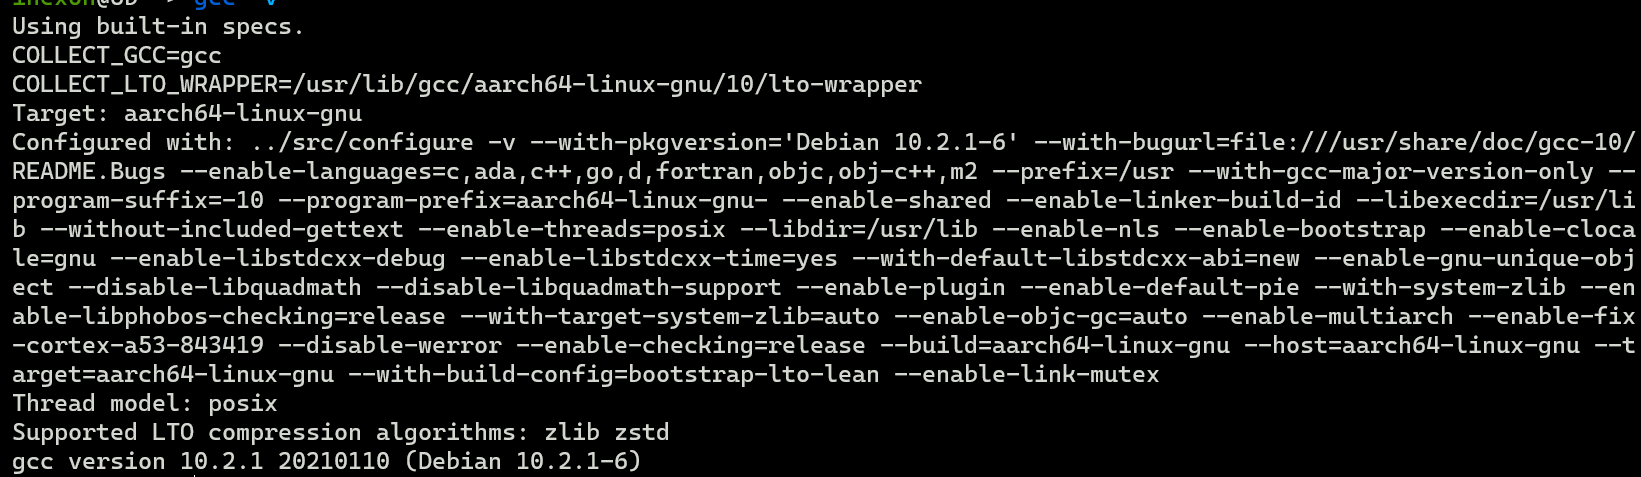 gcc -v
Using built-in specs.
COLLECT_GCC=gcc
COLLECT_LTO_WRAPPER=/usr/lib/gcc/aarch64-linux-gnu/10/lto-wrapper
Target: aarch64-linux-gnu
Configured with: ../src/configure -v --with-pkgversion='Debian 10.2.1-6' --with-bugurl=file:///usr/share/doc/gcc-10/
README.Bugs --enable-languages=c,ada,c++,go,d,fortran,objc,obj-c++,m2 --prefix=/usr --with-gcc-major-version-only --
program-suffix=-10 --program-prefix=aarch64-linux-gnu- --enable-shared --enable-linker-build-id --libexecdir=/usr/li
b --without-included-gettext --enable-threads=posix --libdir=/usr/lib --enable-nls --enable-bootstrap --enable-cloca
le=gnu --enable-libstdcxx-debug --enable-libstdcxx-time=yes --with-default-libstdcxx-abi=new --enable-gnu-unique-obj
ect --disable-libquadmath --disable-libquadmath-support --enable-plugin --enable-default-pie --with-system-zlib --en
able-libphobos-checking=release --with-target-system-zlib=auto --enable-objc-gc=auto --enable-multiarch --enable-fix
-cortex-a53-843419 --disable-werror --enable-checking=release --build=aarch64-linux-gnu --host=aarch64-linux-gnu --t
arget=aarch64-linux-gnu --with-build-config=bootstrap-lto-lean --enable-link-mutex
Thread model: posix
Supported LTO compression algorithms: zlib zstd
gcc version 10.2.1 20210110 (Debian 10.2.1-6)